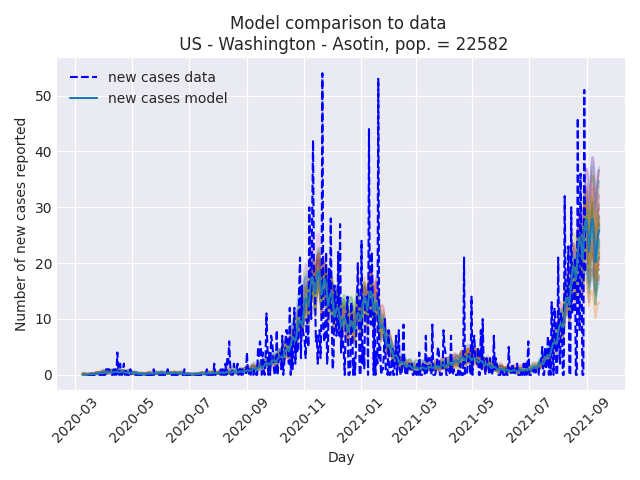 Model comparison to data
US - Washington - Asotin, pop. = 22582
new cases data
new cases model
Number of new cases reported
50
40
30
20
10
0
2020-03
2020-05
2020-07
2020-09
2020-11
2021-01
2021-03
2021-05
2021-07
2021-09
Day